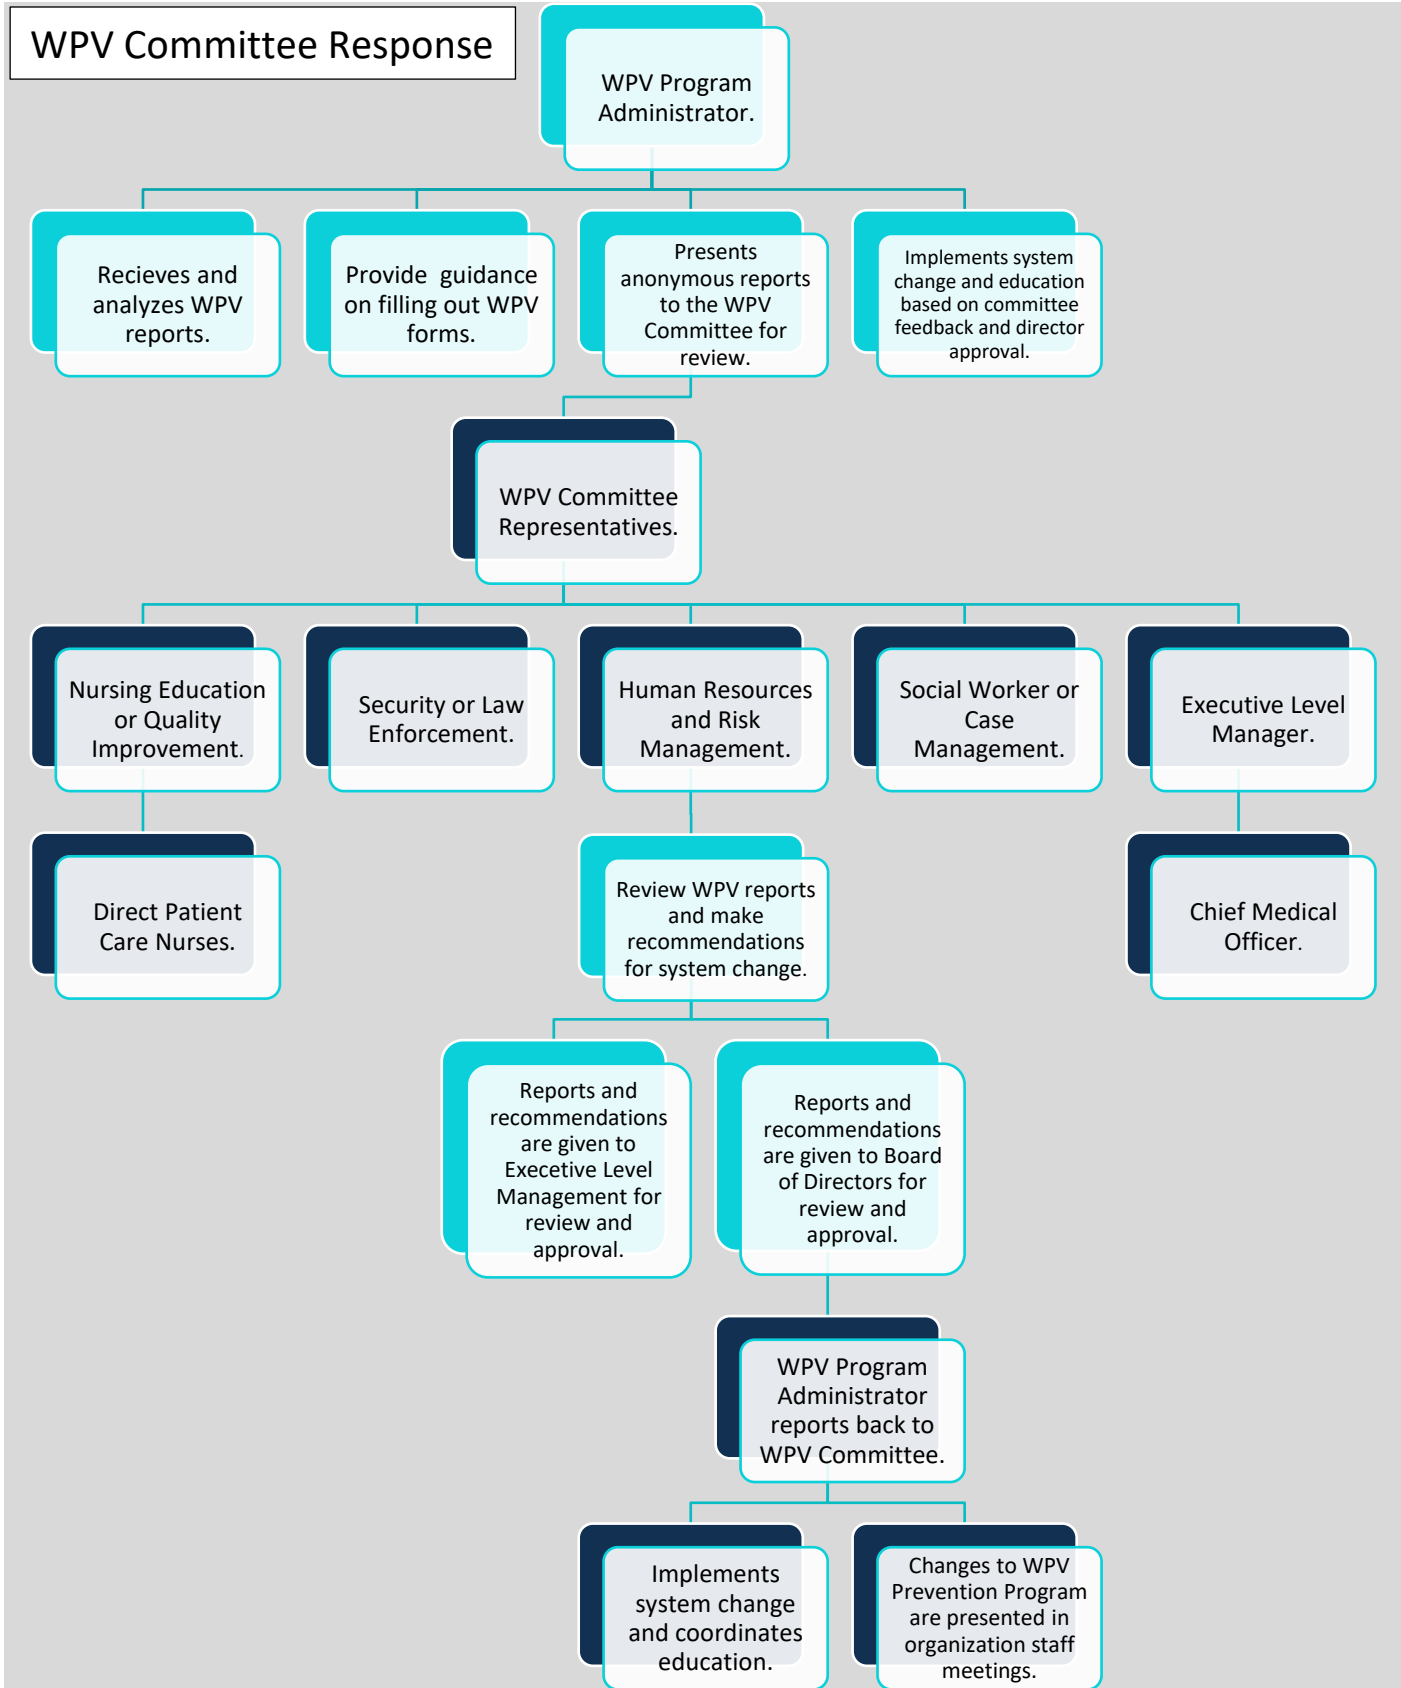 WPV Committee Response
WPV Program
Administrator.
Recieves and
analyzes WPV
reports.
Provide  guidance
on filling out WPV
forms.
Presents
anonymous reports
to the WPV
Committee for
review.
Implements system
change and education
based on committee
feedback and director
approval.
WPV Committee
Representatives.
Nursing Education
or Quality
Improvement.
Security or Law
Enforcement.
Human Resources
and Risk
Management.
Social Worker or
Case
Management.
Executive Level
Manager.
Direct Patient
Care Nurses.
Review WPV reports
and make
recommendations
for system change.
Chief Medical
Officer.
Reports and
recommendations
are given to
Execetive Level
Management for
review and
approval.
Reports and
recommendations
are given to Board
of Directors for
review and
approval.
WPV Program
Administrator
reports back to
WPV Committee.
Implements
system change
and coordinates
education.
Changes to WPV
Prevention Program
are presented in
organization staff
meetings.